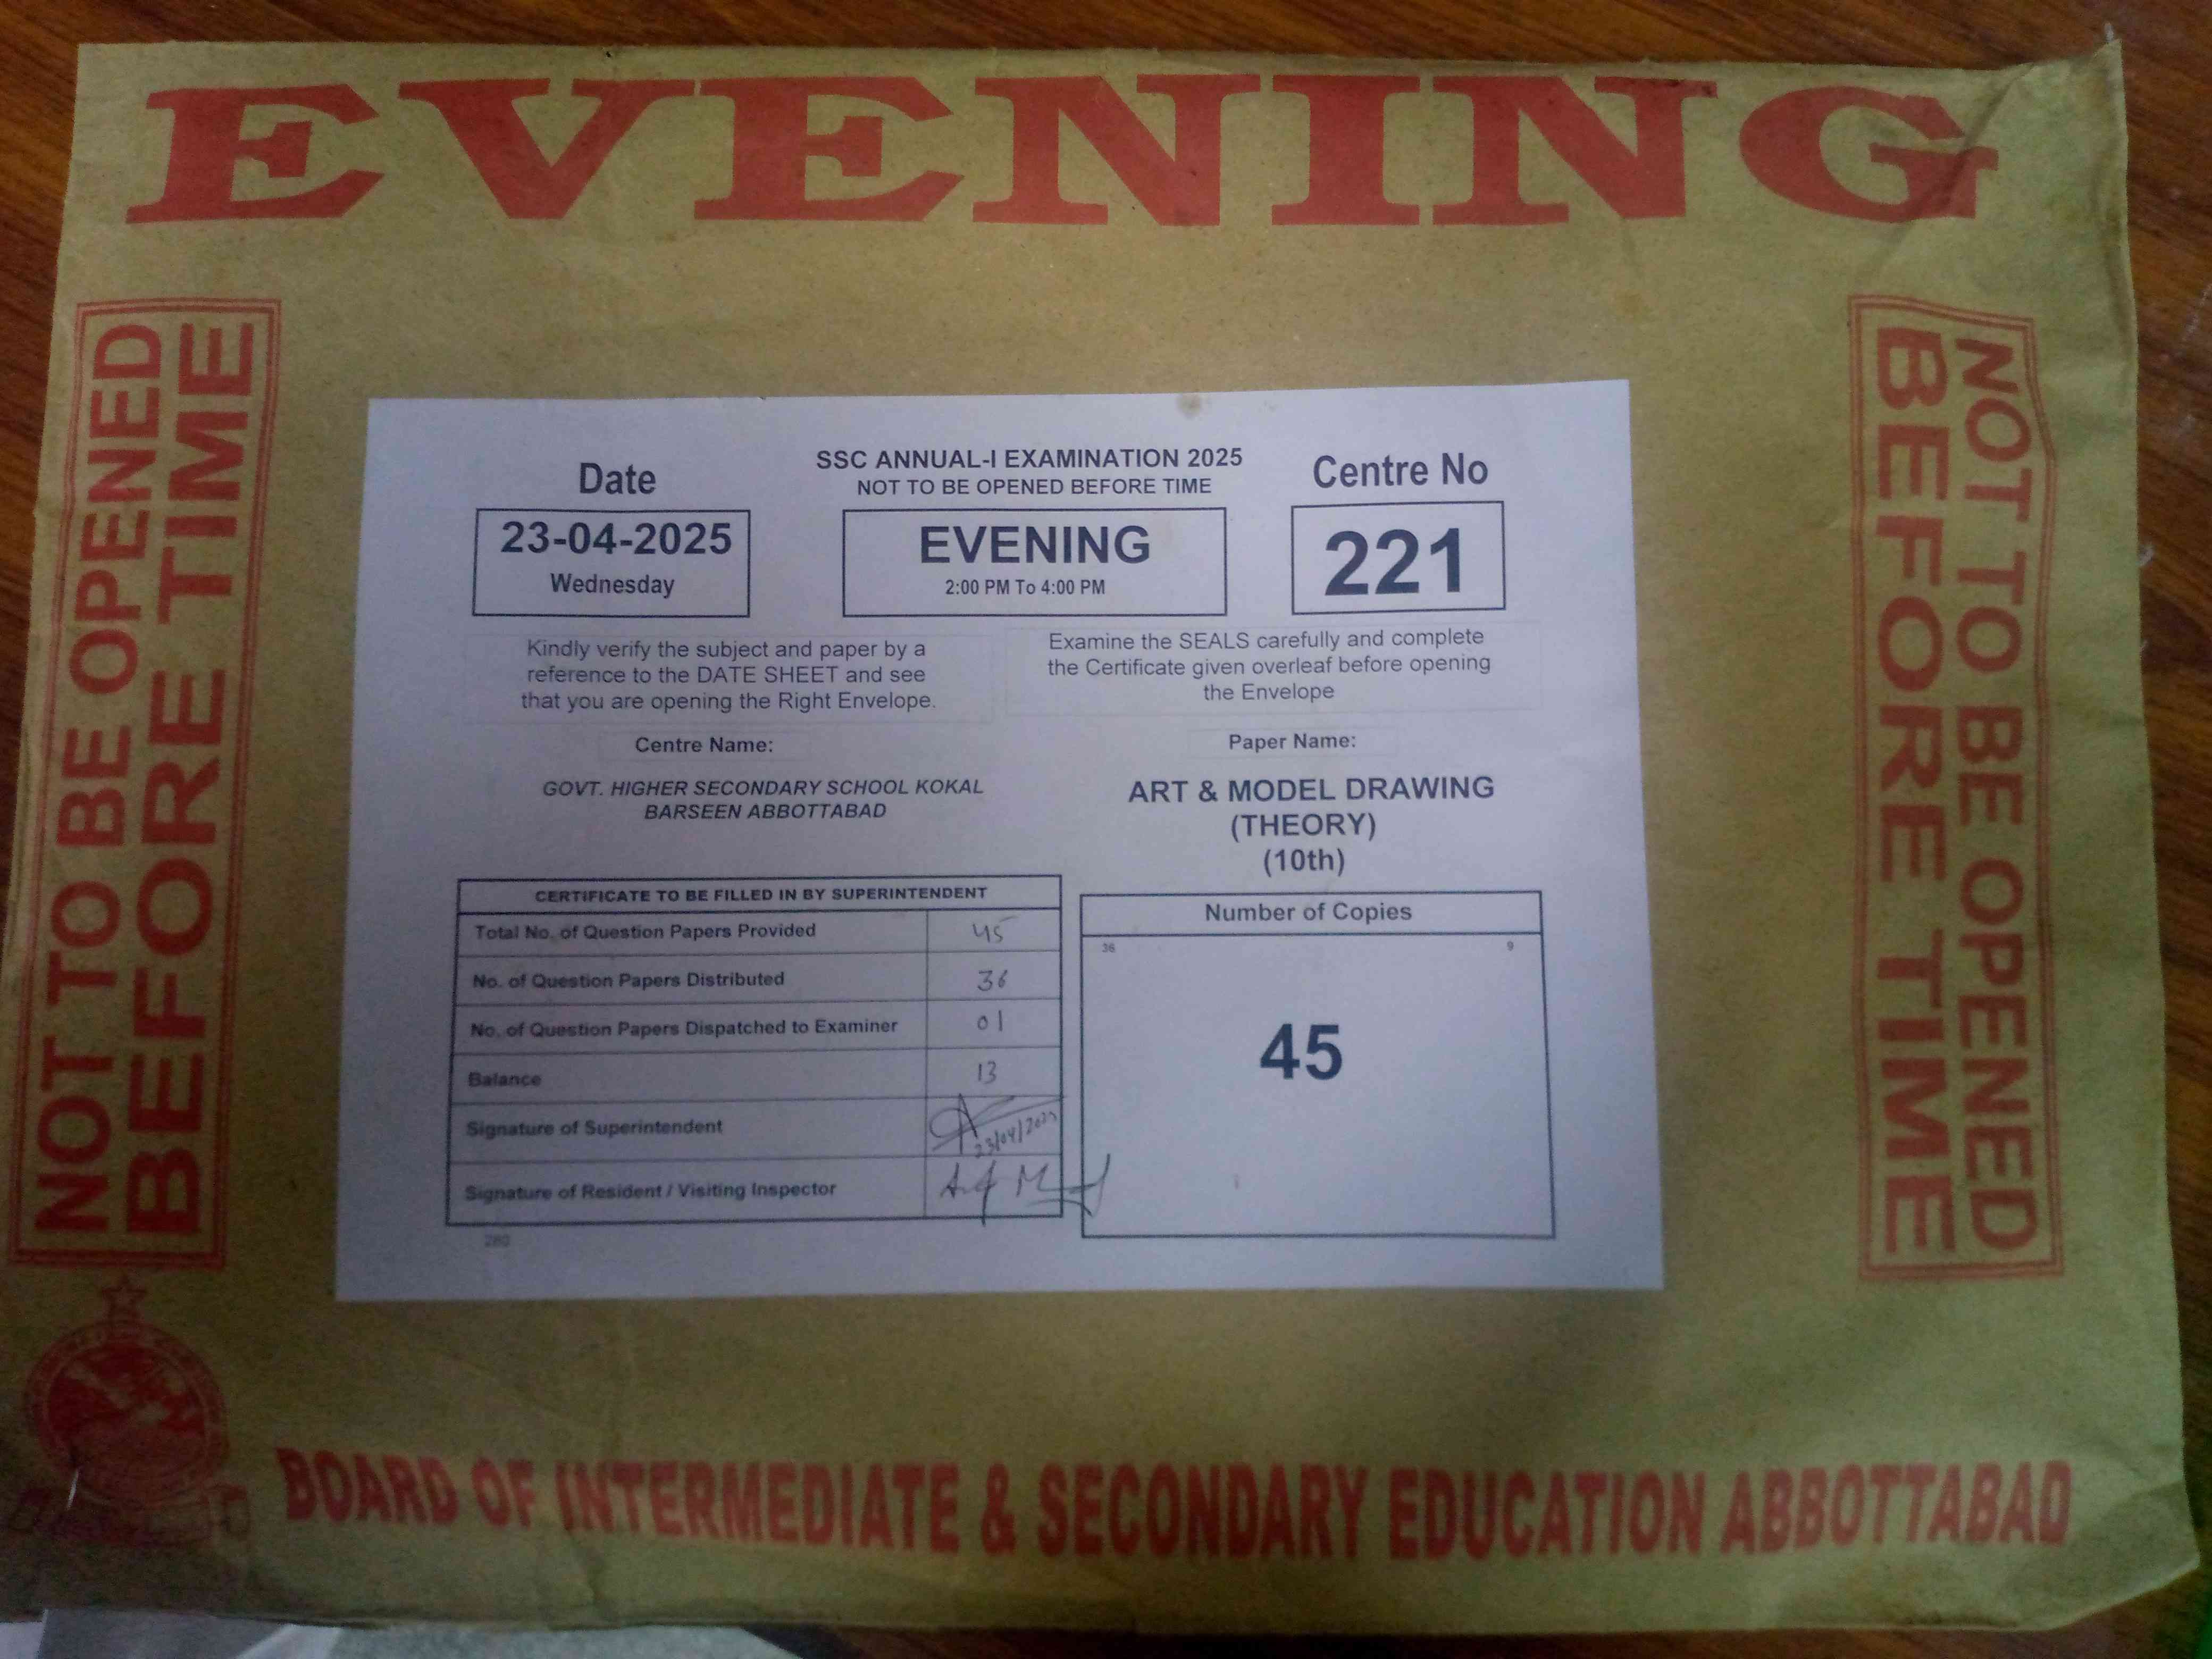 EVENING
NOT TO BE OPENED
BEFORE TIME
SSC ANNUAL-I EXAMINATION 2025
NOT TO BE OPENED BEFORE TIME
Date
23-04-2025
Wednesday
EVENING
2:00 PM To 4:00 PM
Centre No
221
Kindly verify the subject and paper by a
reference to the DATE SHEET and see
that you are opening the Right Envelope.
Examine the SEALS carefully and complete
the Certificate given overleaf before opening
the Envelope
Centre Name:
GOVT. HIGHER SECONDARY SCHOOL KOKAL
BARSEEN ABBOTTABAD
Paper Name:
ART & MODEL DRAWING
(THEORY)
(10th)
CERTIFICATE TO BE FILLED IN BY SUPERINTENDENT
Total No. of Question Papers Provided 45
No. of Question Papers Distributed 36
No. of Question Papers Dispatched to Examiner 01
Balance 13
Signature of Superintendent 23/04/2025
Signature of Resident / Visiting Inspector
280
Number of Copies
36 9
45
NOT TO BE OPENED
BEFORE TIME
BOARD OF INTERMEDIATE & SECONDARY EDUCATION ABBOTTABAD